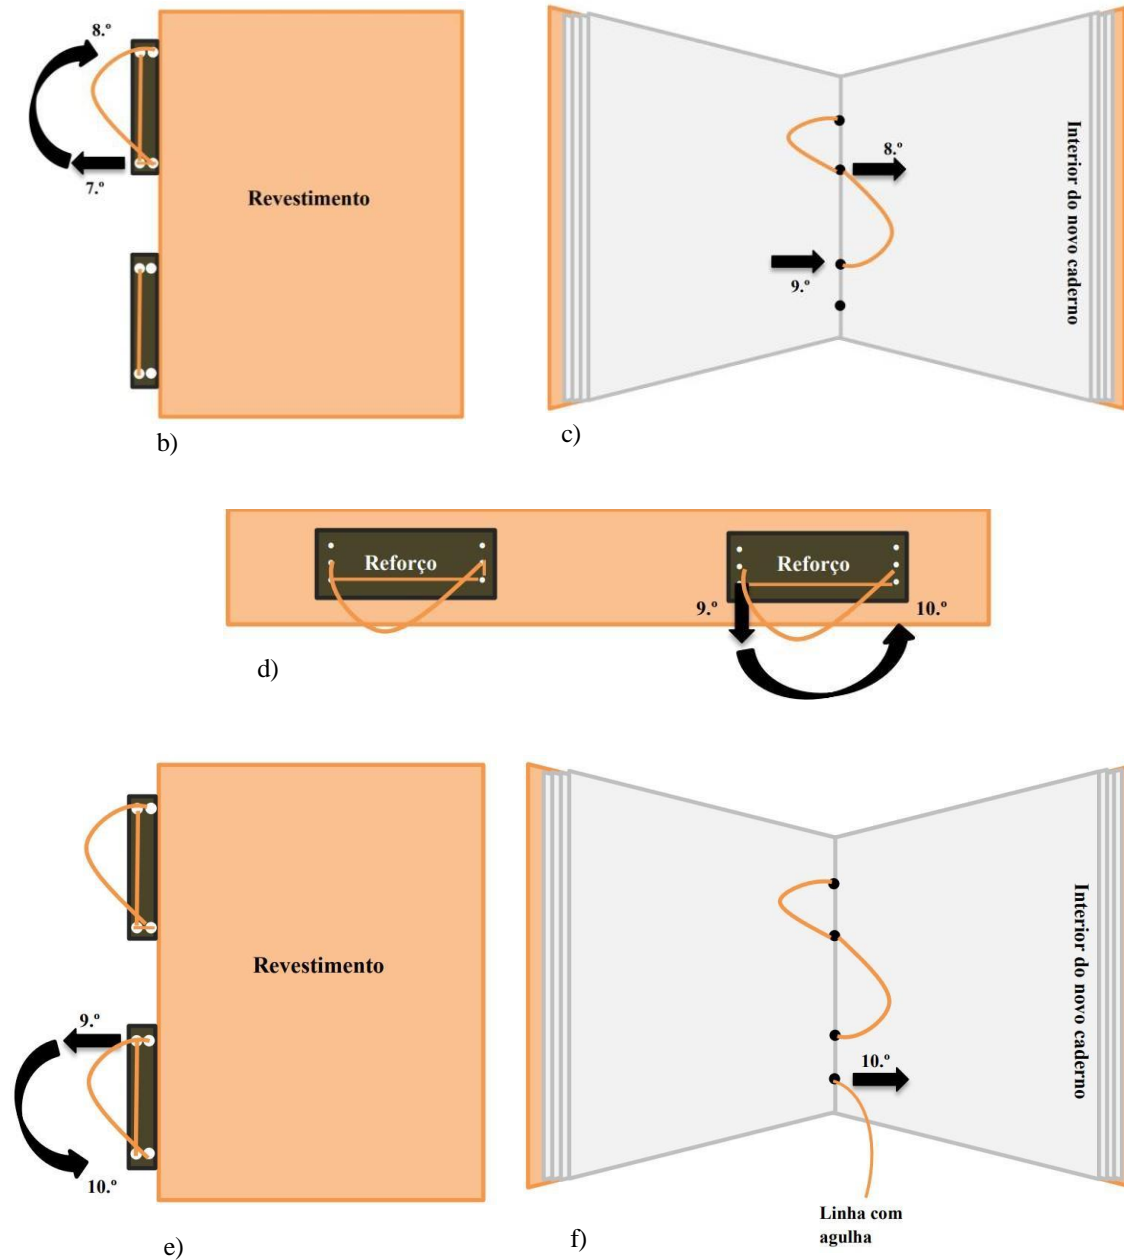 8.º
7.º
Revestimento
b)
8.º
9.º
Interior do novo caderno
c)
Reforço
Reforço
9.º
10.º
d)
Revestimento
9.º
10.º
e)
10.º
Interior do novo caderno
Linha com
agulha
f)